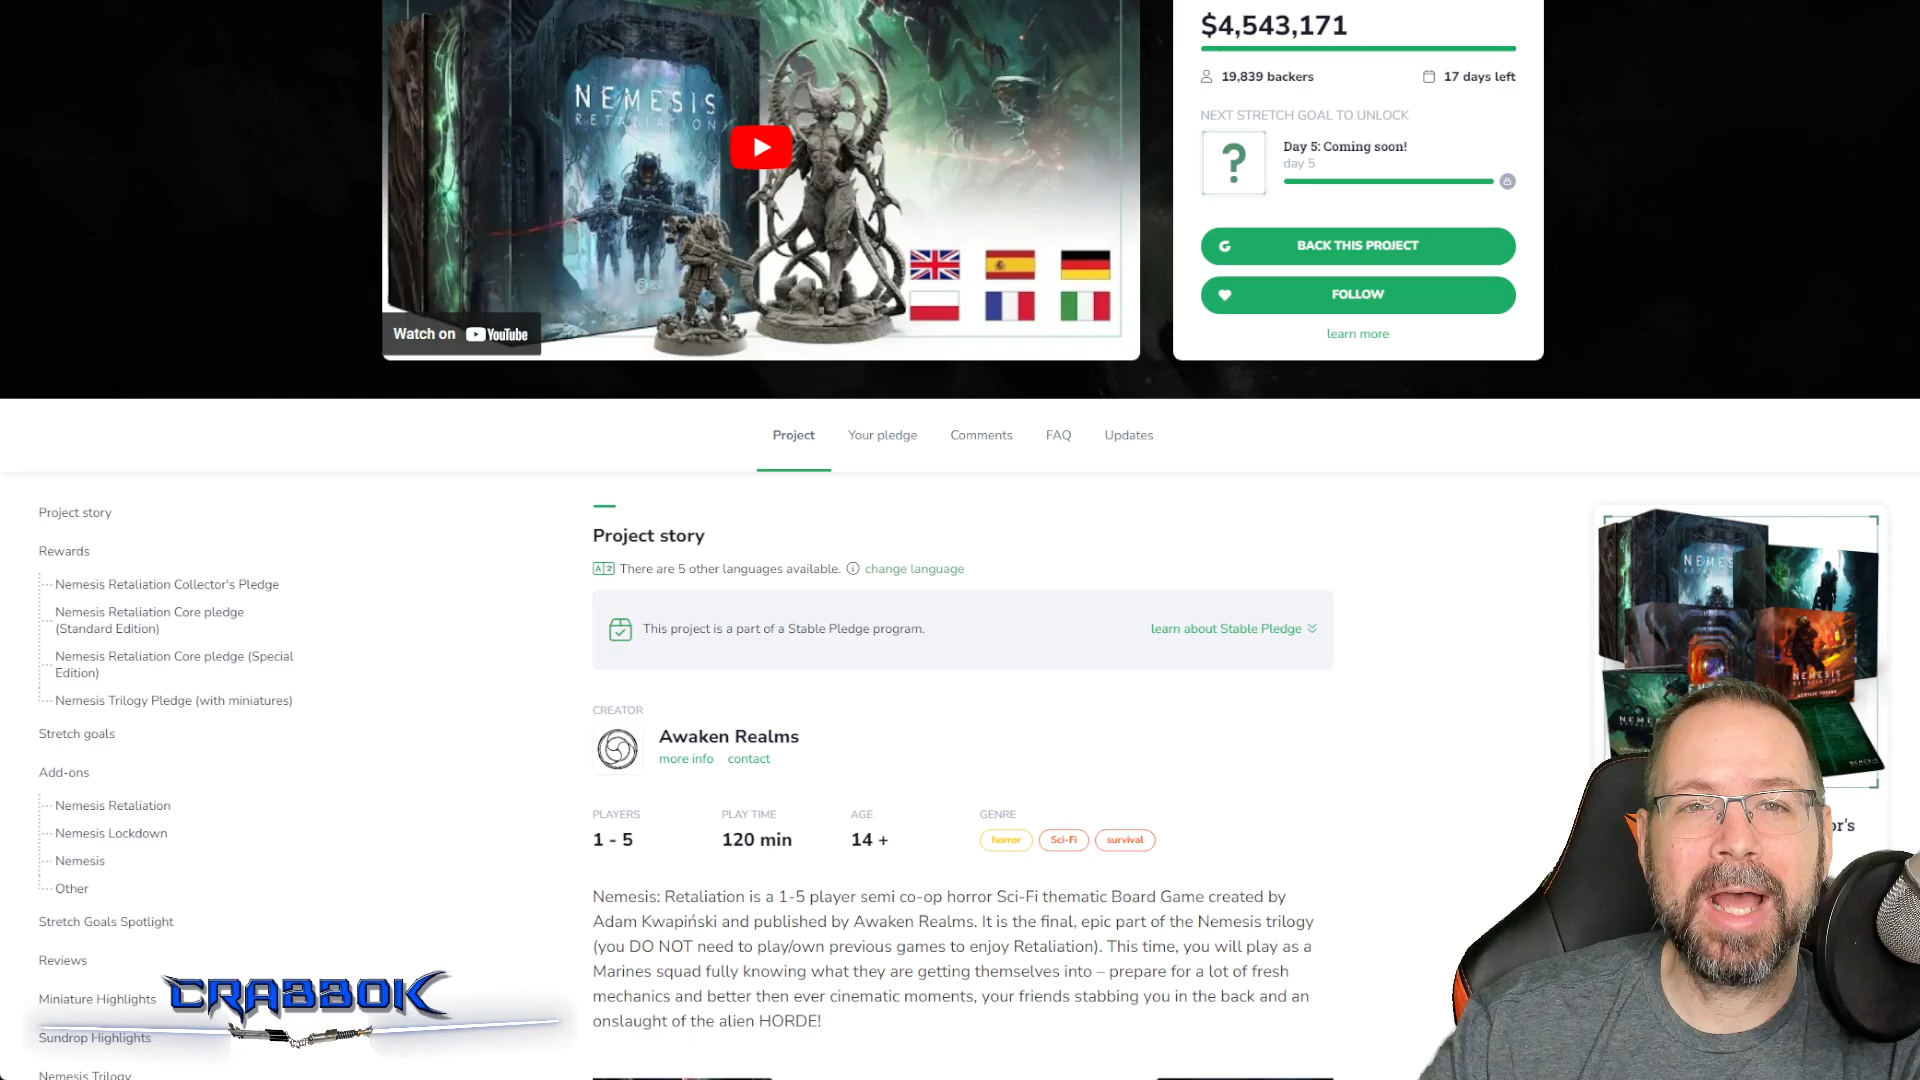 $4,543,171
19,839 backers
17 days left
NEXT STRETCH GOAL TO UNLOCK
?
Day 5: Coming soon!
day 5
BACK THIS PROJECT
FOLLOW
learn more
NEMESIS
RETALIATION
Watch on YouTube
Project
Your pledge
Comments
FAQ
Updates
Project story
Rewards
Nemesis Retaliation Collector's Pledge
Nemesis Retaliation Core pledge
(Standard Edition)
Nemesis Retaliation Core pledge (Special
Edition)
Nemesis Trilogy Pledge (with miniatures)
Stretch goals
Add-ons
Nemesis Retaliation
Nemesis Lockdown
Nemesis
Other
Stretch Goals Spotlight
Reviews
Miniature Highlights
Sundrop Highlights
Nemesis Trilogy
CRABBOK
Project story
There are 5 other languages available. change language
This project is a part of a Stable Pledge program.
learn about Stable Pledge
CREATOR
Awaken Realms
more info contact
PLAYERS
1 - 5
PLAY TIME
120 min
AGE
14 +
GENRE
horror
Sci-Fi
survival
Nemesis: Retaliation is a 1-5 player semi co-op horror Sci-Fi thematic Board Game created by
Adam Kwapiński and published by Awaken Realms. It is the final, epic part of the Nemesis trilogy
(you DO NOT need to play/own previous games to enjoy Retaliation). This time, you will play as a
Marines squad fully knowing what they are getting themselves into – prepare for a lot of fresh
mechanics and better then ever cinematic moments, your friends stabbing you in the back and an
onslaught of the alien HORDE!
NEMESIS
NEMESIS
or's